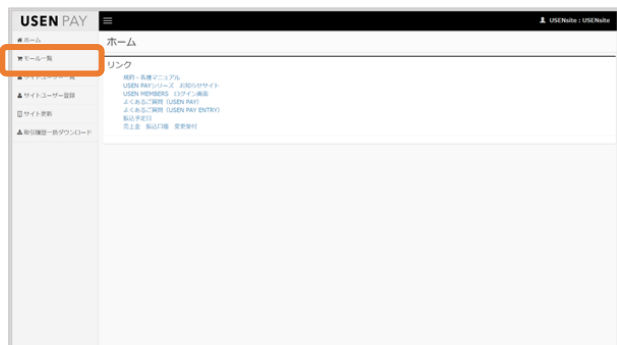 USEN PAY
USENsite : USENsite
ホーム
モール一覧
サイトユーザー一覧
サイトユーザー登録
サイト更新
取引履歴一括ダウンロード
ホーム
リンク
規約・各種マニュアル
USEN PAYシリーズ お知らせサイト
USEN MEMBERS ログイン画面
よくあるご質問 (USEN PAY)
よくあるご質問 (USEN PAY ENTRY)
振込予定日
売上金 振込口座 変更受付